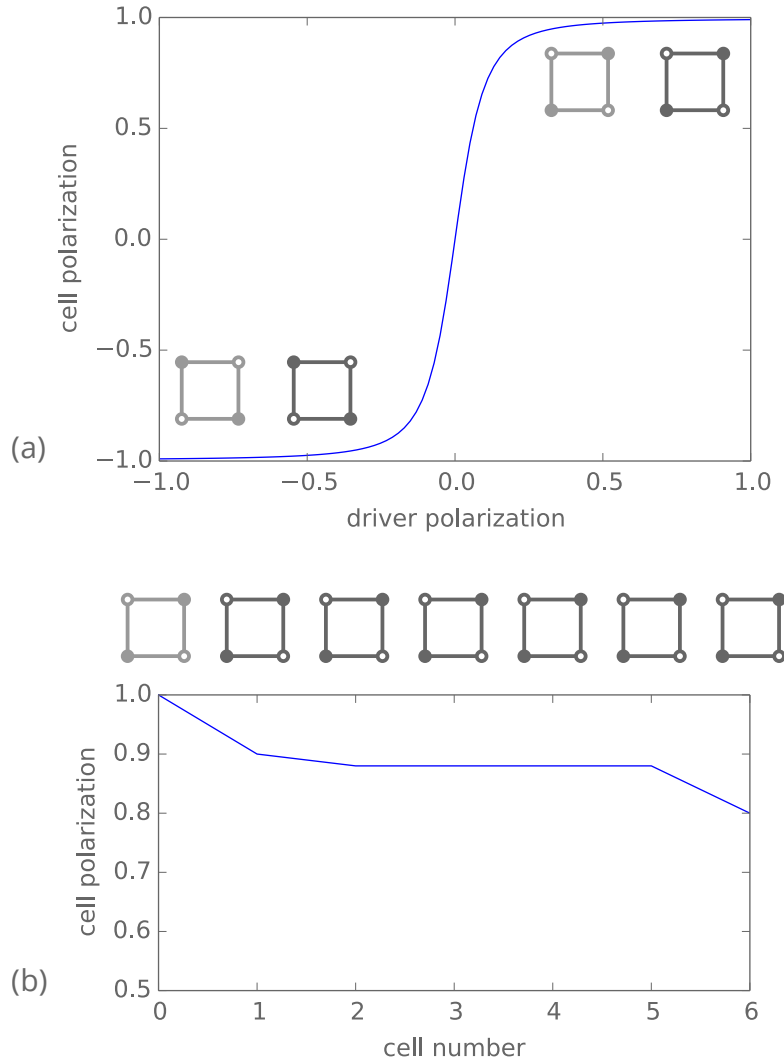 1.0
0.5
0.0
−0.5
−1.0
cell polarization
(a)
−1.0 −0.5 0.0 0.5 1.0
driver polarization
1.0
0.9
0.8
0.7
0.6
0.5
cell polarization
(b)
0 1 2 3 4 5 6
cell number